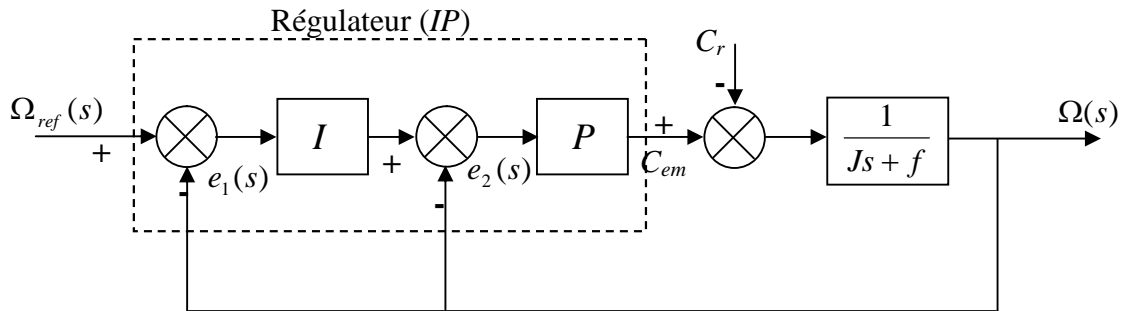 Régulateur (IP)
C_r
-
Ω_ref(s)
+
e_1(s)
-
I
+
e_2(s)
-
P
+
C_em
1
Js + f
Ω(s)